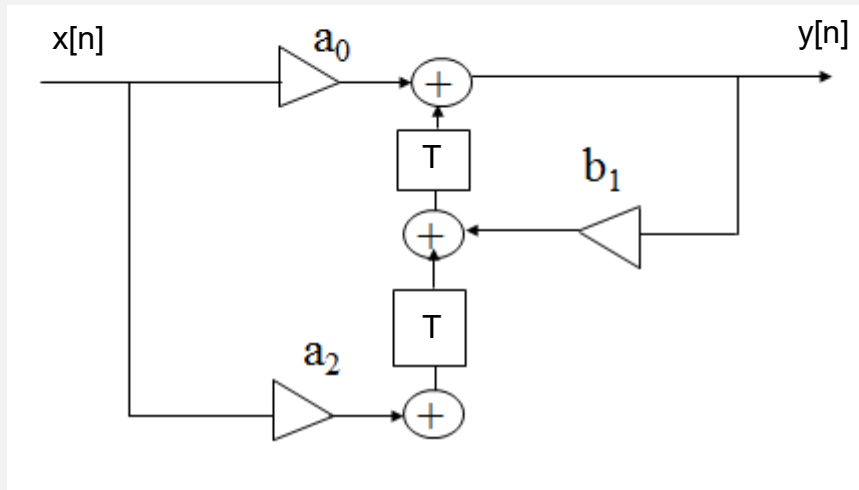 x[n]
a₀
y[n]
+
T
b₁
+
T
a₂
+